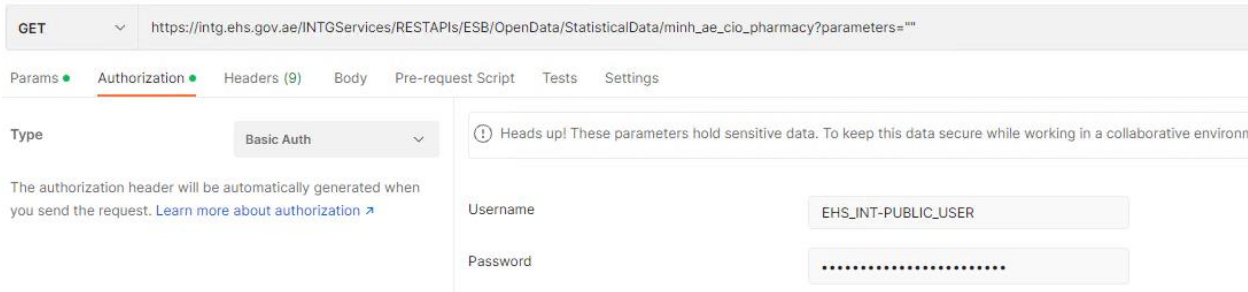 GET https://intg.ehs.gov.ae/INTGServices/RESTAPIs/ESB/OpenData/StatisticalData/minh_ae_cio_pharmacy?parameters=""
Params Authorization Headers (9) Body Pre-request Script Tests Settings
Type Basic Auth
The authorization header will be automatically generated when
you send the request. Learn more about authorization ↗
Heads up! These parameters hold sensitive data. To keep this data secure while working in a collaborative environm
Username EHS_INT-PUBLIC_USER
Password ••••••••••••••••••••••••